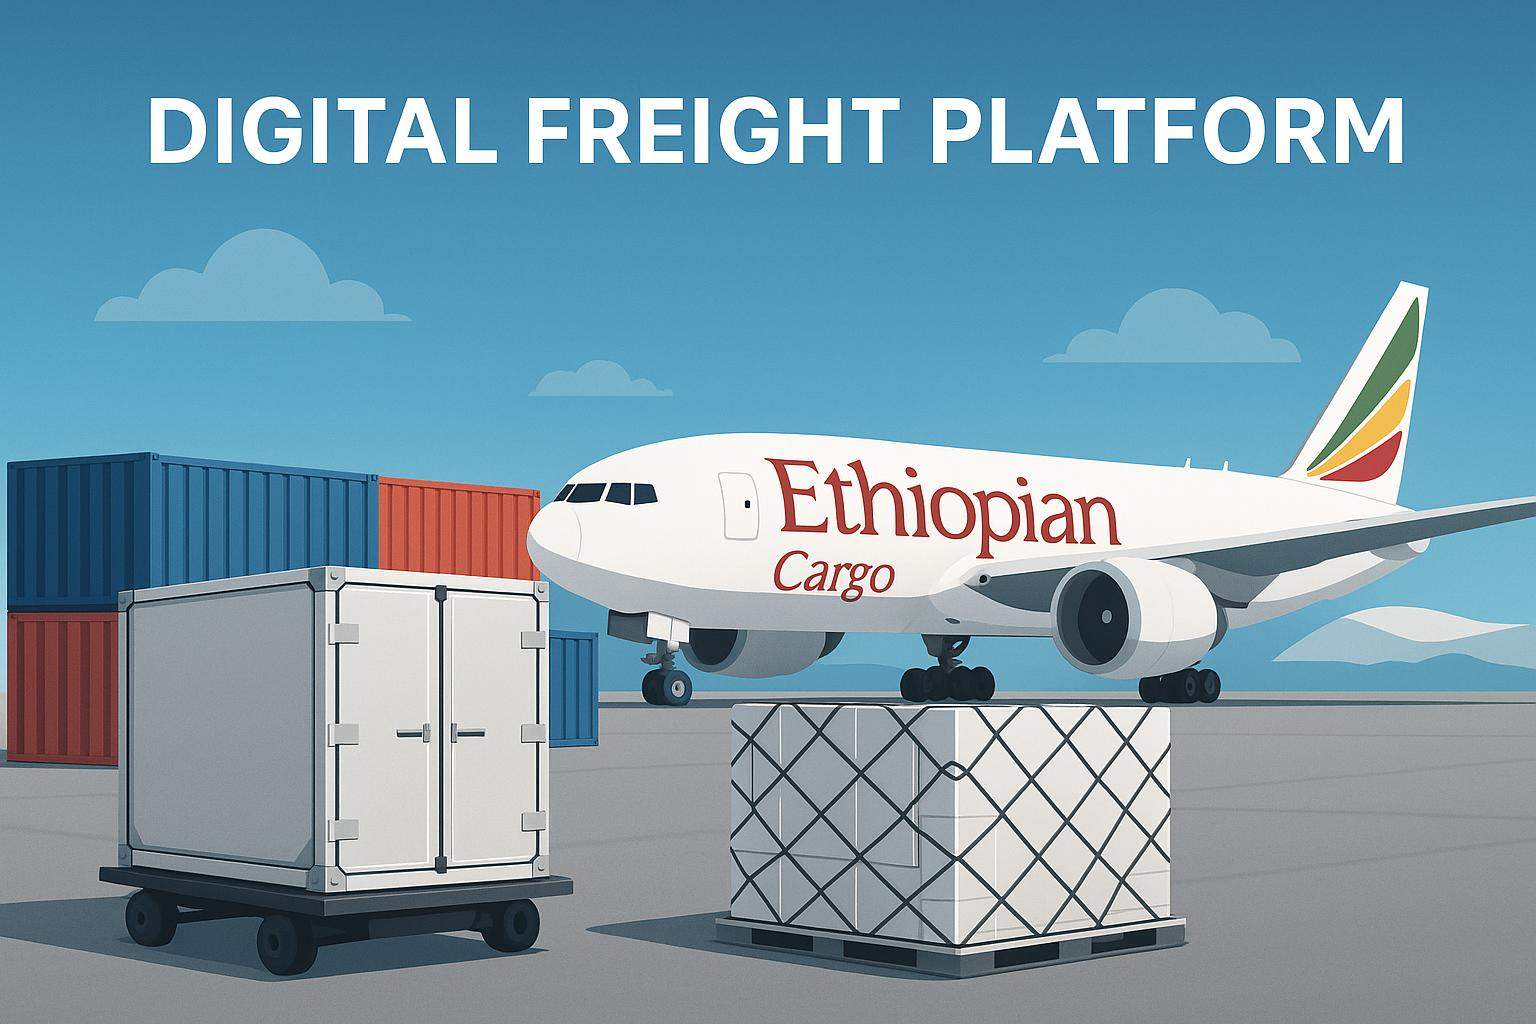 DIGITAL FREIGHT PLATFORM
Ethiopian
Cargo